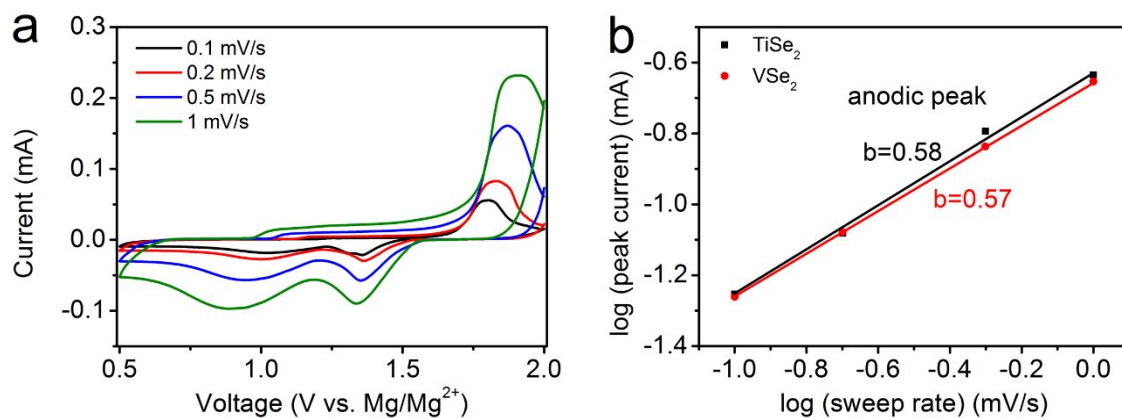 a
0.3
0.2
0.1
0.0
-0.1
Current (mA)
0.1 mV/s
0.2 mV/s
0.5 mV/s
1 mV/s
0.5
1.0
1.5
2.0
Voltage (V vs. Mg/Mg²⁺)
b
-0.6
-0.8
-1.0
-1.2
-1.4
log (peak current) (mA)
TiSe₂
VSe₂
anodic peak
b=0.58
b=0.57
-1.0
-0.8
-0.6
-0.4
-0.2
0.0
log (sweep rate) (mV/s)